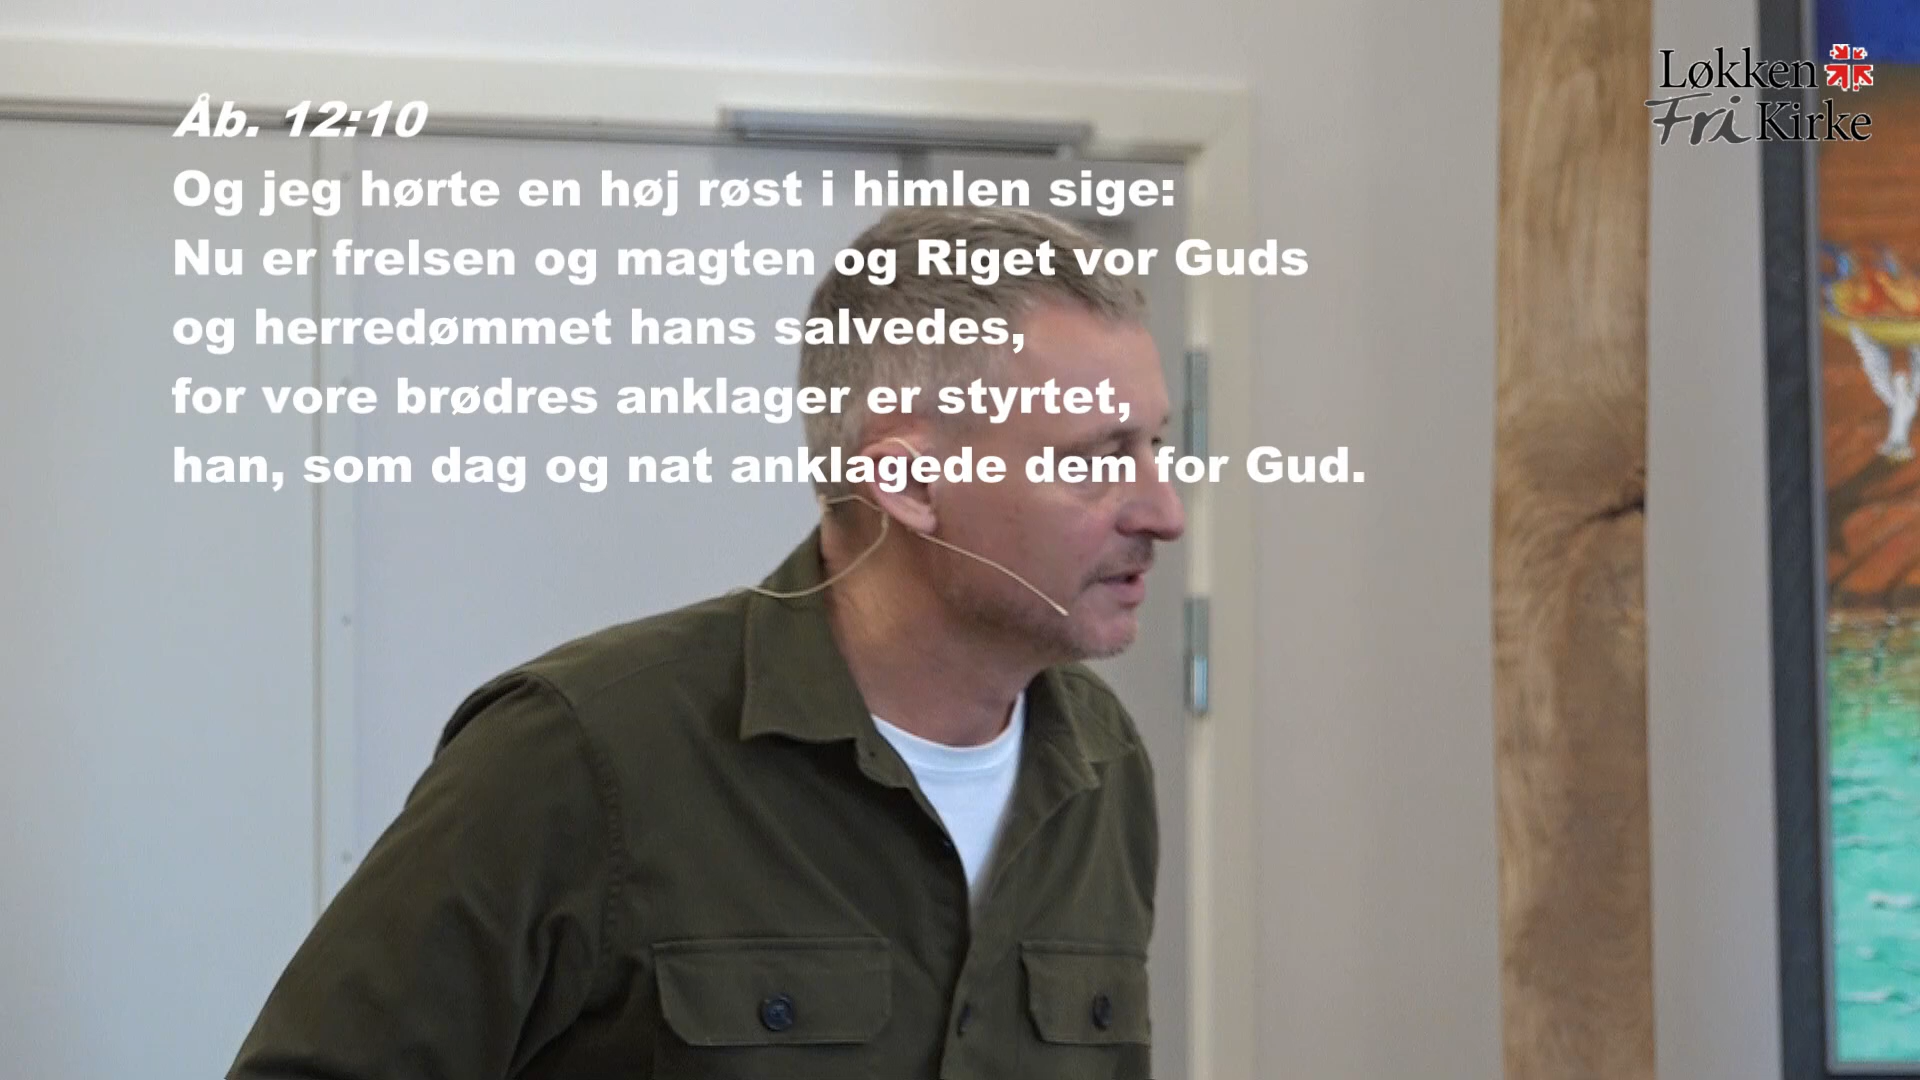 Åb. 12:10
Og jeg hørte en høj røst i himlen sige:
Nu er frelsen og magten og Riget vor Guds
og herredømmet hans salvedes,
for vore brødres anklager er styrtet,
han, som dag og nat anklagede dem for Gud.
Løkken
Fri Kirke